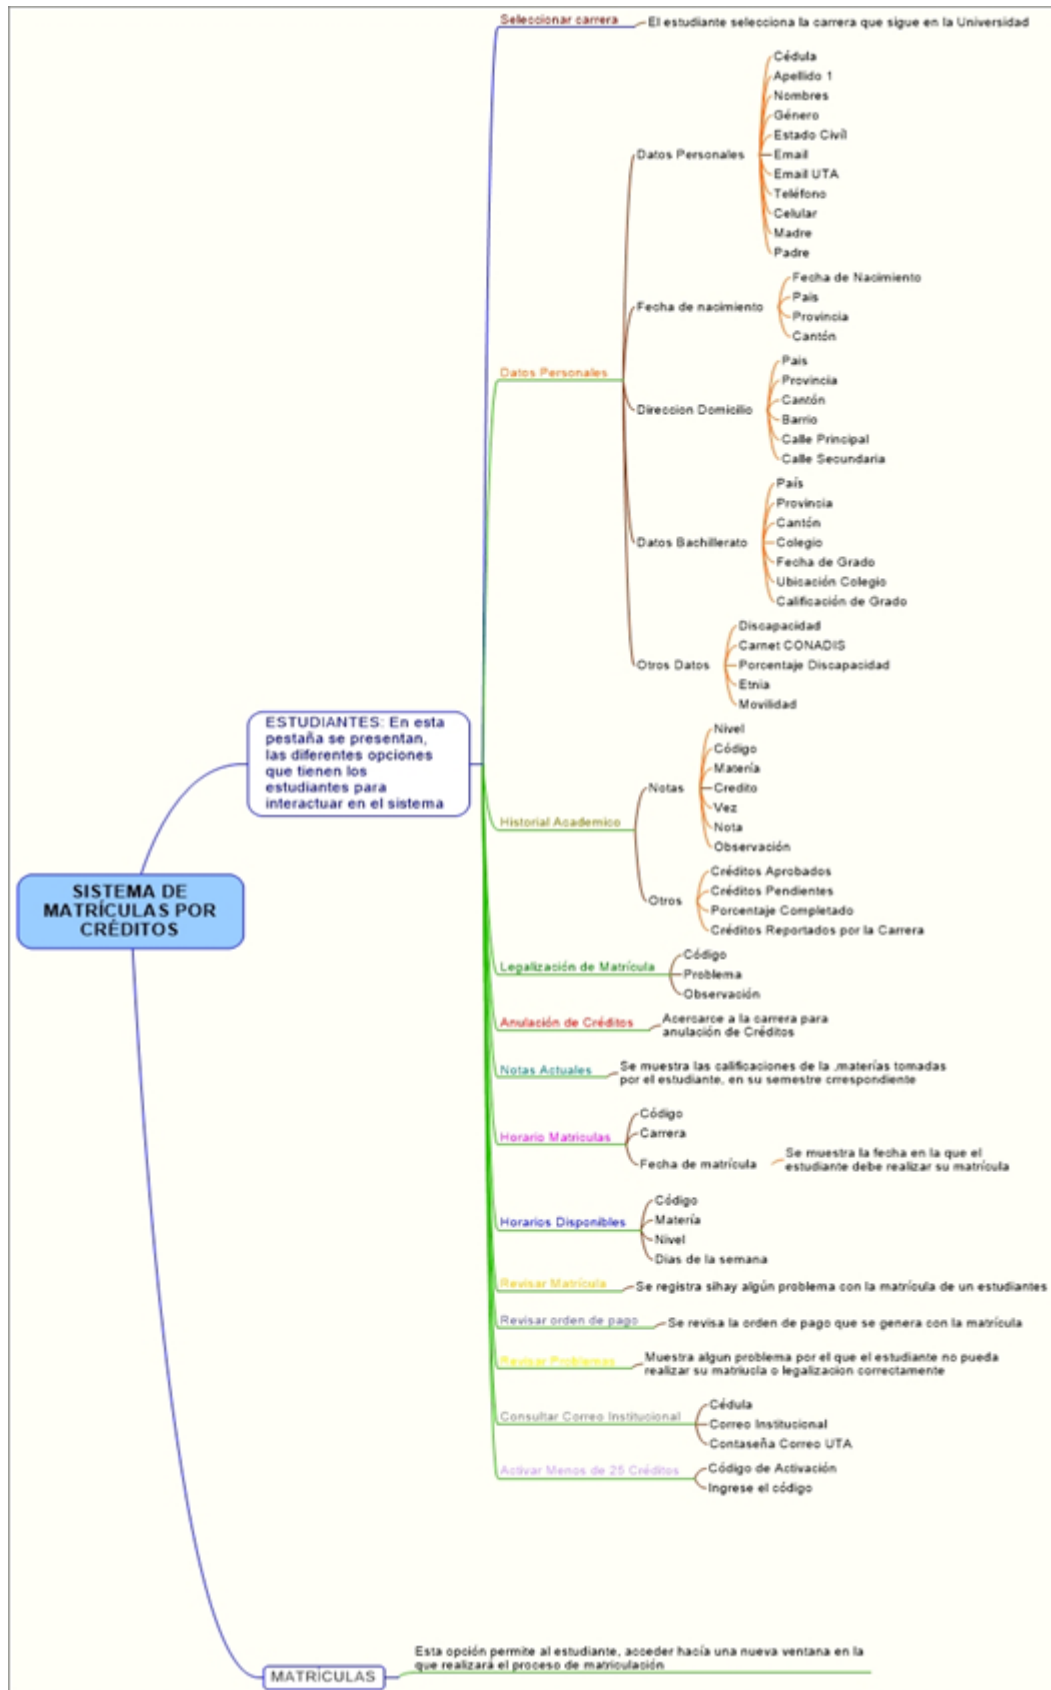 Seleccionar carrera
El estudiante selecciona la carrera que sigue en la Universidad
Datos Personales
Datos Personales
Cédula
Apellido 1
Nombres
Género
Estado Civíl
Email
Email UTA
Teléfono
Celular
Madre
Padre
Fecha de nacimiento
Fecha de Nacimiento
Pais
Provincia
Cantón
Direccion Domicilio
Pais
Provincia
Cantón
Barrio
Calle Principal
Calle Secundaria
Datos Bachillerato
País
Provincia
Cantón
Colegio
Fecha de Grado
Ubicación Colegio
Calificación de Grado
Otros Datos
Discapacidad
Carnet CONADIS
Porcentaje Discapacidad
Etnia
Movilidad
ESTUDIANTES: En esta
pestaña se presentan,
las diferentes opciones
que tienen los
estudiantes para
interactuar en el sistema
Historial Academico
Notas
Nivel
Código
Matería
Credito
Vez
Nota
Observación
Otros
Créditos Aprobados
Créditos Pendientes
Porcentaje Completado
Créditos Reportados por la Carrera
SISTEMA DE
MATRÍCULAS POR
CRÉDITOS
Legalización de Matrícula
Código
Problema
Observación
Anulación de Créditos
Acercarce a la carrera para
anulación de Créditos
Notas Actuales
Se muestra las calificaciones de la ,materías tomadas
por el estudiante, en su semestre crrespondiente
Horario Matriculas
Código
Carrera
Fecha de matrícula
Se muestra la fecha en la que el
estudiante debe realizar su matrícula
Horarios Disponibles
Código
Matería
Nivel
Dias de la semana
Revisar Matrícula
Se registra sihay algún problema con la matrícula de un estudiantes
Revisar orden de pago
Se revisa la orden de pago que se genera con la matrícula
Revisar Problemas
Muestra algun problema por el que el estudiante no pueda
realizar su matriucla o legalizacion correctamente
Consultar Correo Institucional
Cédula
Correo Institucional
Contaseña Correo UTA
Activar Menos de 25 Créditos
Código de Activación
Ingrese el código
MATRÍCULAS
Esta opción permite al estudiante, acceder hacía una nueva ventana en la
que realizará el proceso de matriculación